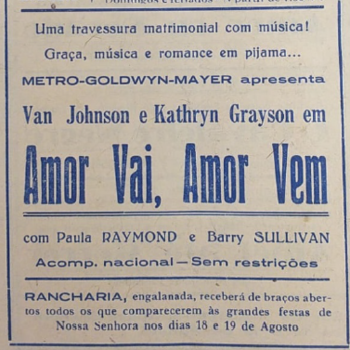 Uma travessura matrimonial com música!
Graça, música e romance em pijama...
METRO-GOLDWYN-MAYER apresenta
Van Johnson e Kathryn Grayson em
Amor Vai, Amor Vem
com Paula RAYMOND e Barry SULLIVAN
Acomp. nacional — Sem restrições
RANCHARIA, engalanada, receberá de braços aber-
tos todos os que comparecerem às grandes festas de
Nossa Senhora nos dias 18 e 19 de Agosto